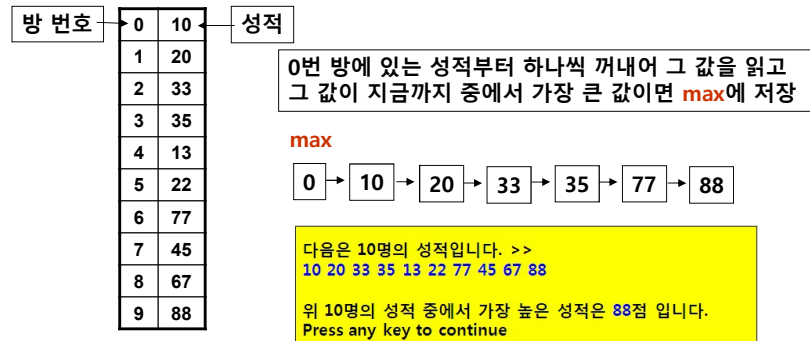 방 번호
성적
0 10
1 20
2 33
3 35
4 13
5 22
6 77
7 45
8 67
9 88
0번 방에 있는 성적부터 하나씩 꺼내어 그 값을 읽고
그 값이 지금까지 중에서 가장 큰 값이면 max에 저장
max
0 10 20 33 35 77 88
다음은 10명의 성적입니다. >>
10 20 33 35 13 22 77 45 67 88
위 10명의 성적 중에서 가장 높은 성적은 88점 입니다.
Press any key to continue